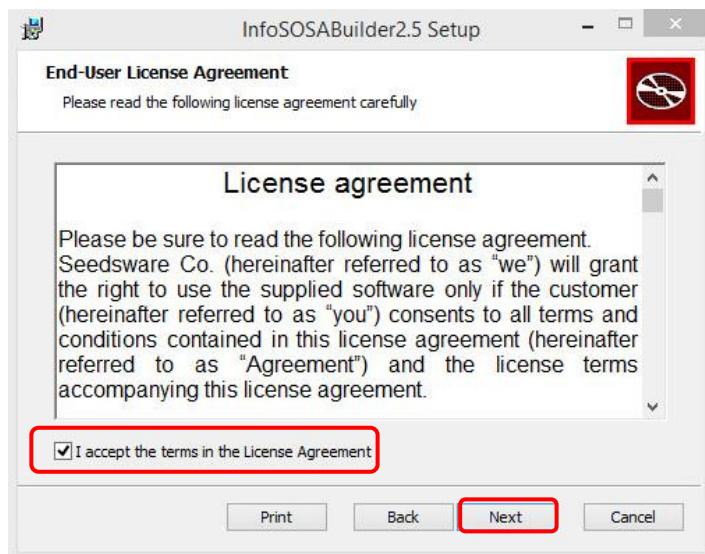 InfoSOSABuilder2.5 Setup
End-User License Agreement
Please read the following license agreement carefully
License agreement
Please be sure to read the following license agreement.
Seedsware Co. (hereinafter referred to as “we”) will grant
the right to use the supplied software only if the customer
(hereinafter referred to as “you”) consents to all terms and
conditions contained in this license agreement (hereinafter
referred to as “Agreement”) and the license terms
accompanying this license agreement.
I accept the terms in the License Agreement
Print Back Next Cancel